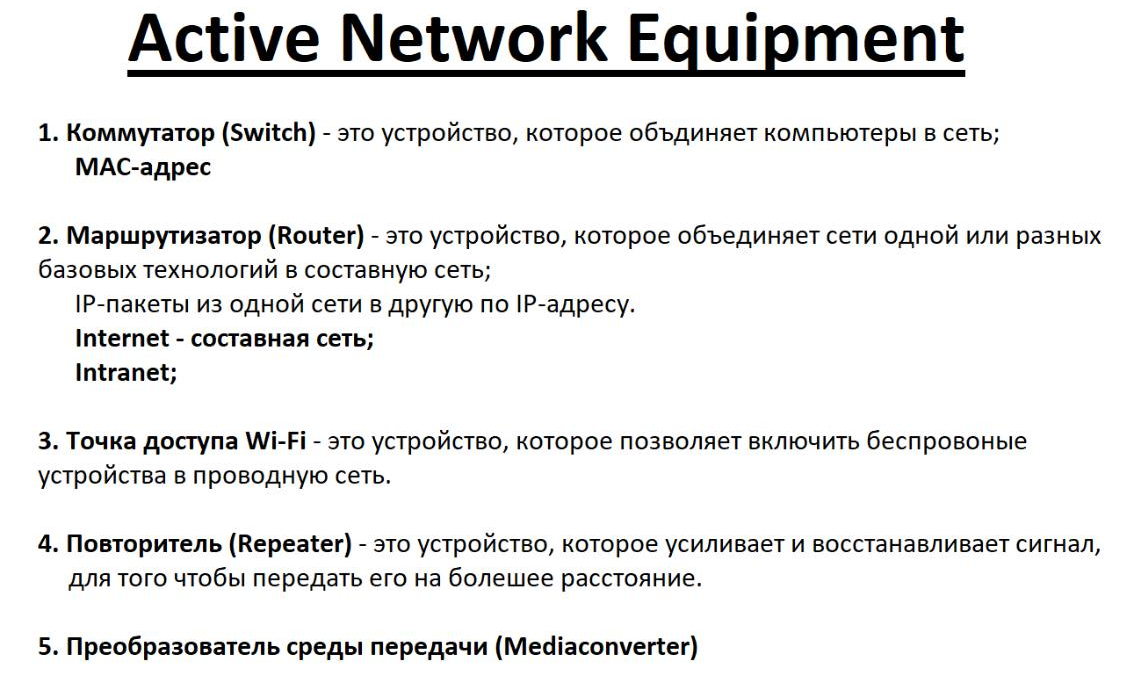 Active Network Equipment
1. Коммутатор (Switch) - это устройство, которое объдиняет компьютеры в сеть;
MAC-адрес
2. Маршрутизатор (Router) - это устройство, которое объединяет сети одной или разных
базовых технологий в составную сеть;
IP-пакеты из одной сети в другую по IP-адресу.
Internet - составная сеть;
Intranet;
3. Точка доступа Wi-Fi - это устройство, которое позволяет включить беспровоные
устройства в проводную сеть.
4. Повторитель (Repeater) - это устройство, которое усиливает и восстанавливает сигнал,
для того чтобы передать его на болешее расстояние.
5. Преобразователь среды передачи (Mediaconverter)